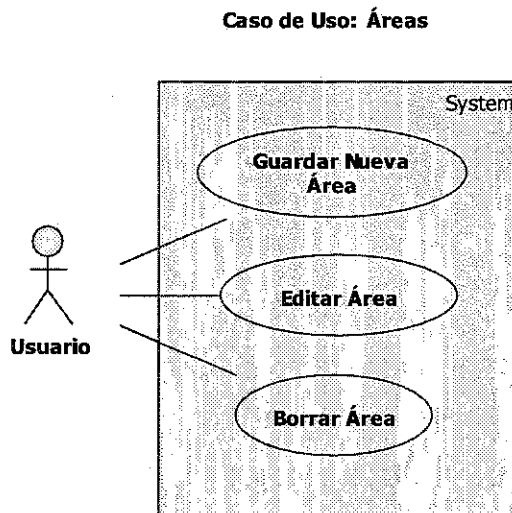 Caso de Uso: Áreas
System
Guardar Nueva
Área
Editar Área
Usuario
Borrar Área